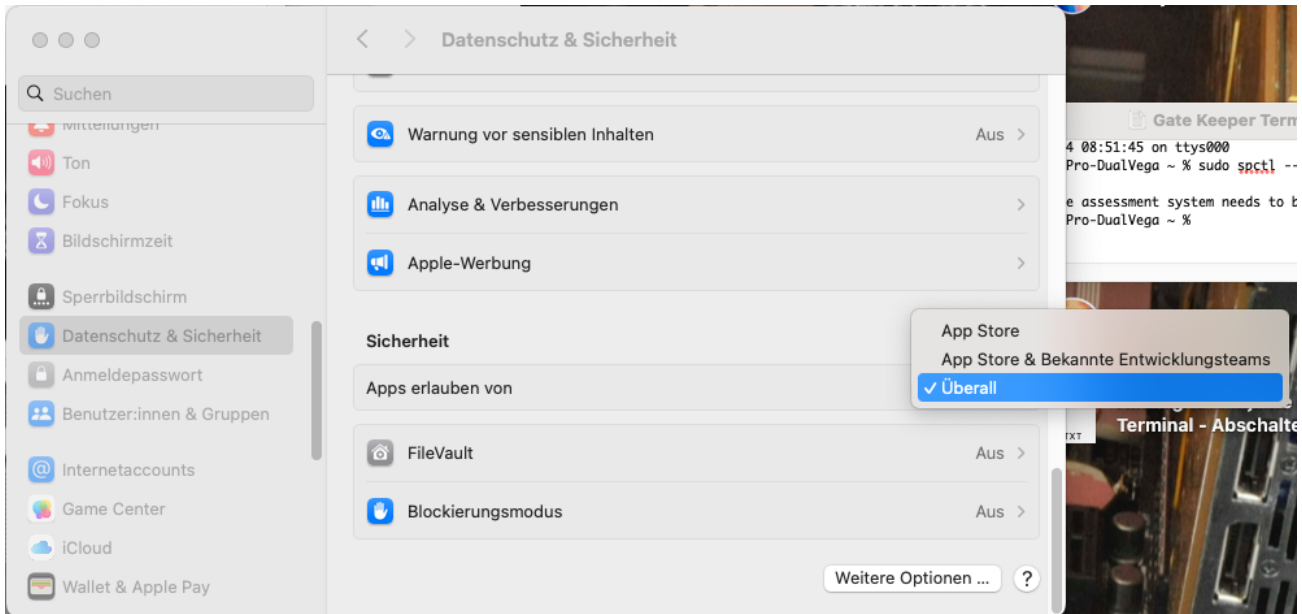 Datenschutz & Sicherheit
Suchen
Mitteilungen
Ton
Fokus
Bildschirmzeit
Sperrbildschirm
Datenschutz & Sicherheit
Anmeldepasswort
Benutzer:innen & Gruppen
Internetaccounts
Game Center
iCloud
Wallet & Apple Pay
Warnung vor sensiblen Inhalten Aus
Analyse & Verbesserungen
Apple-Werbung
Sicherheit
Apps erlauben von
App Store
App Store & Bekannte Entwicklungsteams
✓ Überall
FileVault Aus
Blockierungsmodus Aus
Weitere Optionen ... ?
Gate Keeper Term
4 08:51:45 on ttys000
Pro-DualVega ~ % sudo spctl --
e assessment system needs to b
Pro-DualVega ~ %
TXT
Terminal - Abschalte